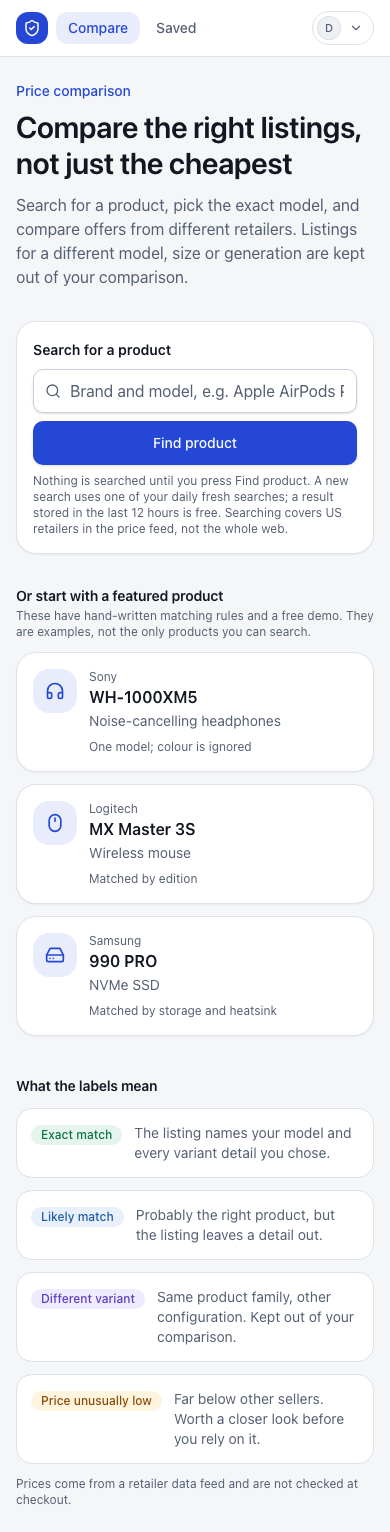 Compare Saved D
Price comparison
Compare the right listings,
not just the cheapest
Search for a product, pick the exact model, and
compare offers from different retailers. Listings
for a different model, size or generation are kept
out of your comparison.
Search for a product
Brand and model, e.g. Apple AirPods
Find product
Nothing is searched until you press Find product. A new
search uses one of your daily fresh searches; a result
stored in the last 12 hours is free. Searching covers US
retailers in the price feed, not the whole web.
Or start with a featured product
These have hand-written matching rules and a free demo. They
are examples, not the only products you can search.
Sony
WH-1000XM5
Noise-cancelling headphones
One model; colour is ignored
Logitech
MX Master 3S
Wireless mouse
Matched by edition
Samsung
990 PRO
NVMe SSD
Matched by storage and heatsink
What the labels mean
Exact match The listing names your model and
every variant detail you chose.
Likely match Probably the right product, but
the listing leaves a detail out.
Different variant Same product family, other
configuration. Kept out of your
comparison.
Price unusually low Far below other sellers.
Worth a closer look before
you rely on it.
Prices come from a retailer data feed and are not checked at
checkout.